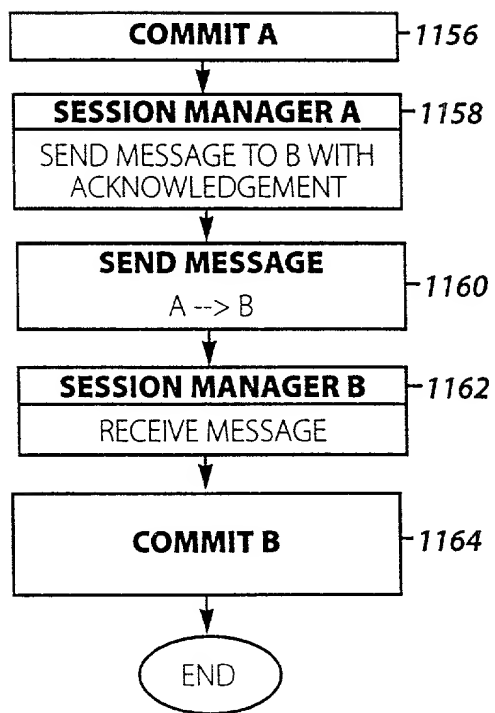 COMMIT A 1156
SESSION MANAGER A 1158
SEND MESSAGE TO B WITH
ACKNOWLEDGEMENT
SEND MESSAGE
A --> B 1160
SESSION MANAGER B 1162
RECEIVE MESSAGE
COMMIT B 1164
END